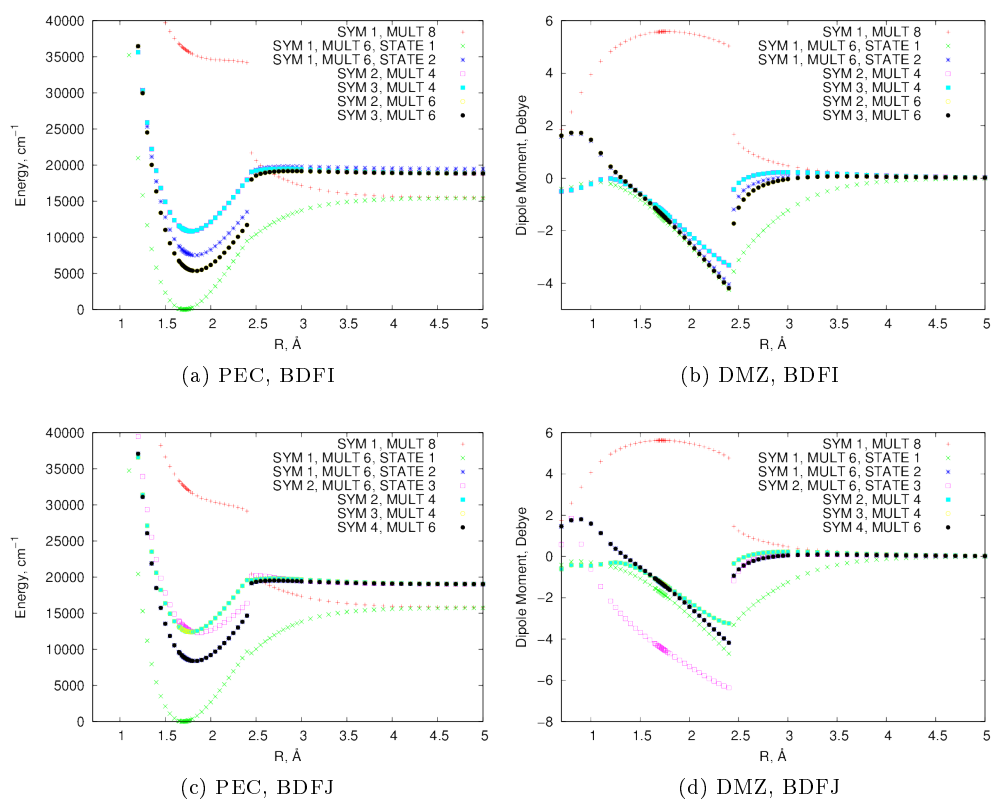 40000
35000
30000
25000
20000
15000
10000
5000
0
Energy, cm⁻¹
SYM 1, MULT 8
SYM 1, MULT 6, STATE 1
SYM 1, MULT 6, STATE 2
SYM 2, MULT 4
SYM 3, MULT 4
SYM 2, MULT 6
SYM 3, MULT 6
1 1.5 2 2.5 3 3.5 4 4.5 5
R, Å
(a) PEC, BDFI
6
4
2
0
−2
−4
Dipole Moment, Debye
SYM 1, MULT 8
SYM 1, MULT 6, STATE 1
SYM 1, MULT 6, STATE 2
SYM 2, MULT 4
SYM 3, MULT 4
SYM 2, MULT 6
SYM 3, MULT 6
1 1.5 2 2.5 3 3.5 4 4.5 5
R, Å
(b) DMZ, BDFI
40000
35000
30000
25000
20000
15000
10000
5000
0
Energy, cm⁻¹
SYM 1, MULT 8
SYM 1, MULT 6, STATE 1
SYM 1, MULT 6, STATE 2
SYM 2, MULT 6, STATE 3
SYM 2, MULT 4
SYM 3, MULT 4
SYM 4, MULT 6
1 1.5 2 2.5 3 3.5 4 4.5 5
R, Å
(c) PEC, BDFJ
6
4
2
0
−2
−4
−6
−8
Dipole Moment, Debye
SYM 1, MULT 8
SYM 1, MULT 6, STATE 1
SYM 1, MULT 6, STATE 2
SYM 2, MULT 6, STATE 3
SYM 2, MULT 4
SYM 3, MULT 4
SYM 4, MULT 6
1 1.5 2 2.5 3 3.5 4 4.5 5
R, Å
(d) DMZ, BDFJ